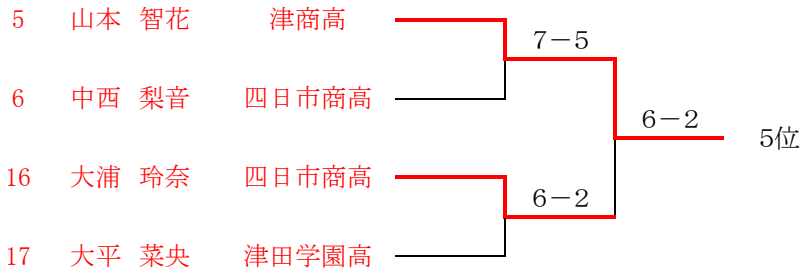 5 山本 智花 津商高
7－5
6 中西 梨音 四日市商高
6－2
5位
16 大浦 玲奈 四日市商高
6－2
17 大平 菜央 津田学園高